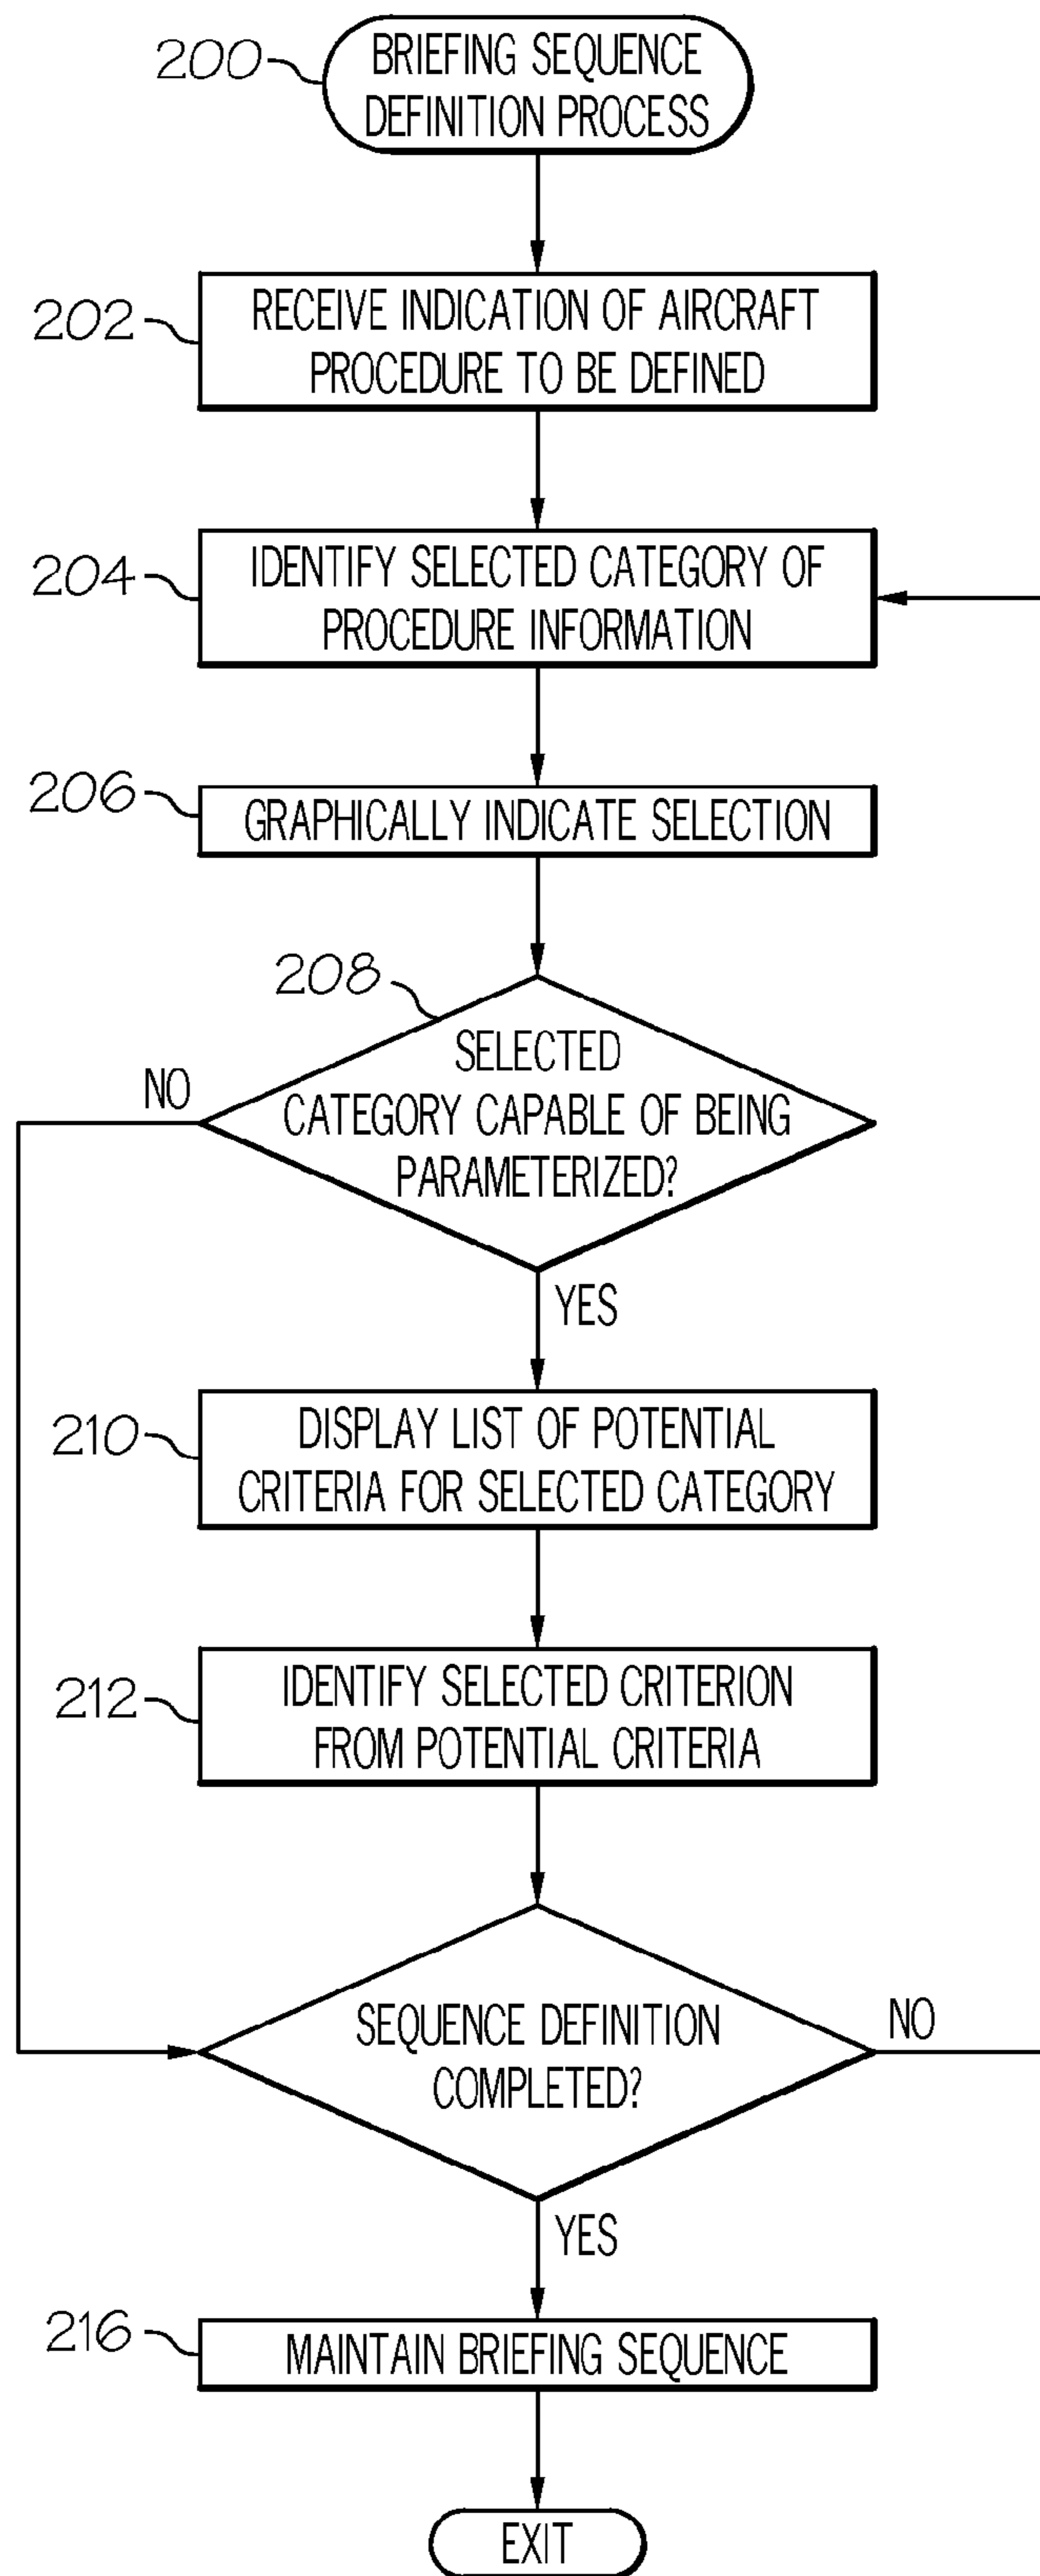 200
BRIEFING SEQUENCE
DEFINITION PROCESS
202
RECEIVE INDICATION OF AIRCRAFT
PROCEDURE TO BE DEFINED
204
IDENTIFY SELECTED CATEGORY OF
PROCEDURE INFORMATION
206
GRAPHICALLY INDICATE SELECTION
208
SELECTED
CATEGORY CAPABLE OF BEING
PARAMETERIZED?
NO
YES
210
DISPLAY LIST OF POTENTIAL
CRITERIA FOR SELECTED CATEGORY
212
IDENTIFY SELECTED CRITERION
FROM POTENTIAL CRITERIA
SEQUENCE DEFINITION
COMPLETED?
NO
YES
216
MAINTAIN BRIEFING SEQUENCE
EXIT